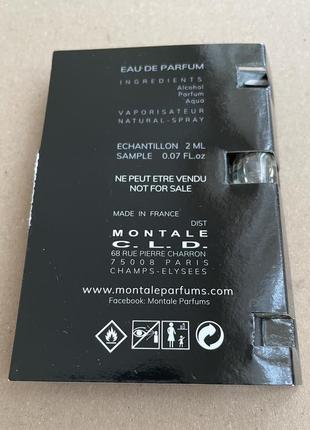 EAU DE PARFUM
INGREDIENTS
Alcohol
Parfum
Aqua
VAPORISATEUR
NATURAL-SPRAY
ECHANTILLON 2 ML
SAMPLE 0.07 FL.oz
NE PEUT ETRE VENDU
NOT FOR SALE
MADE IN FRANCE
DIST
MONTALE
C.L.D.
68 RUE PIERRE CHARRON
75008 PARIS
CHAMPS-ELYSEES
www.montaleparfums.com
Facebook: Montale Parfums